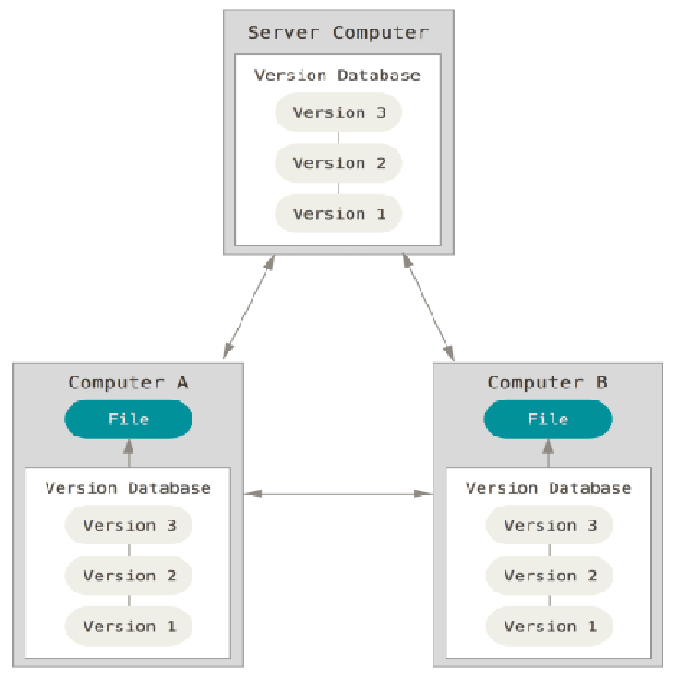 Server Computer
Version Database
Version 3
Version 2
Version 1
Computer A
File
Version Database
Version 3
Version 2
Version 1
Computer B
File
Version Database
Version 3
Version 2
Version 1